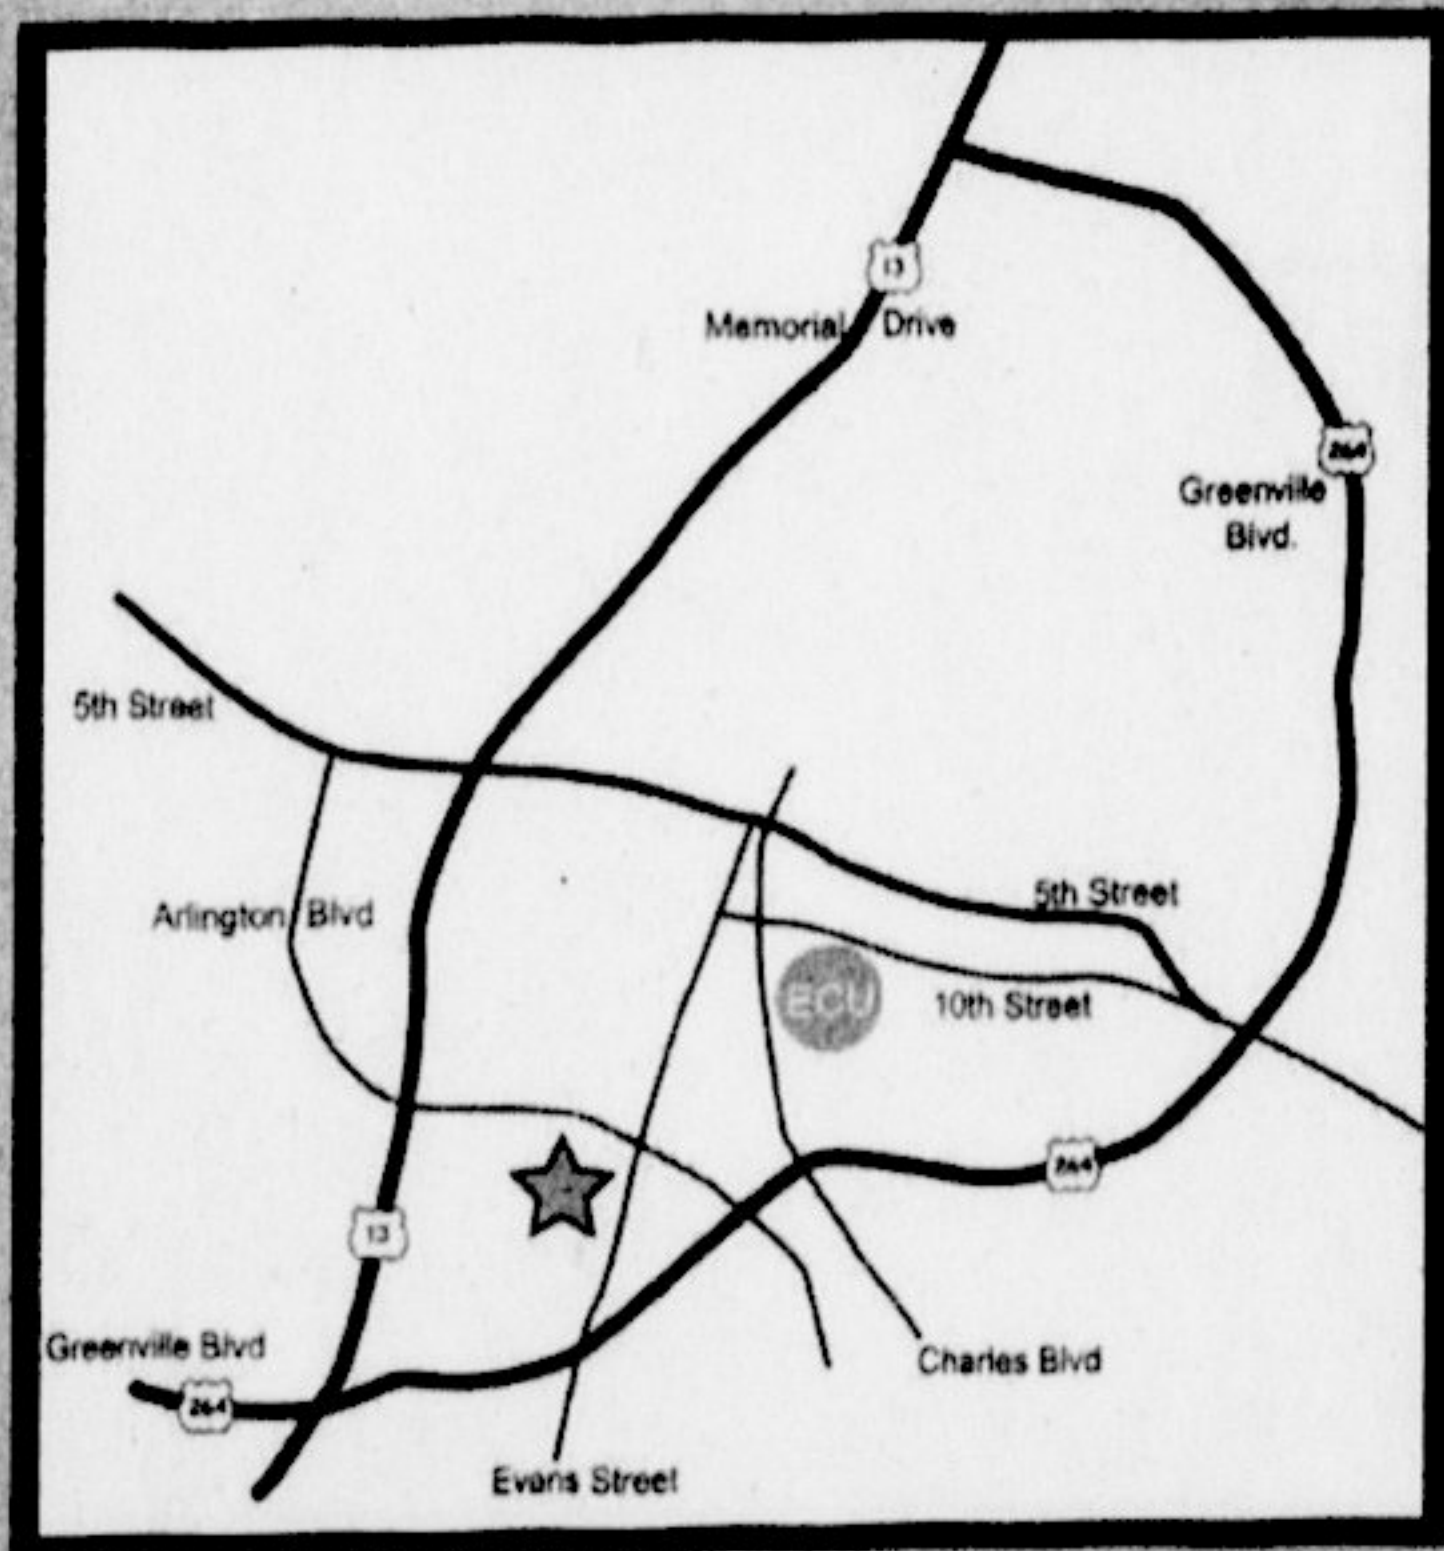 13
Memorial Drive
264
Greenville
Blvd.
5th Street
5th Street
Arlington Blvd
ECU
10th Street
264
13
Greenville Blvd
264
Charles Blvd
Evans Street